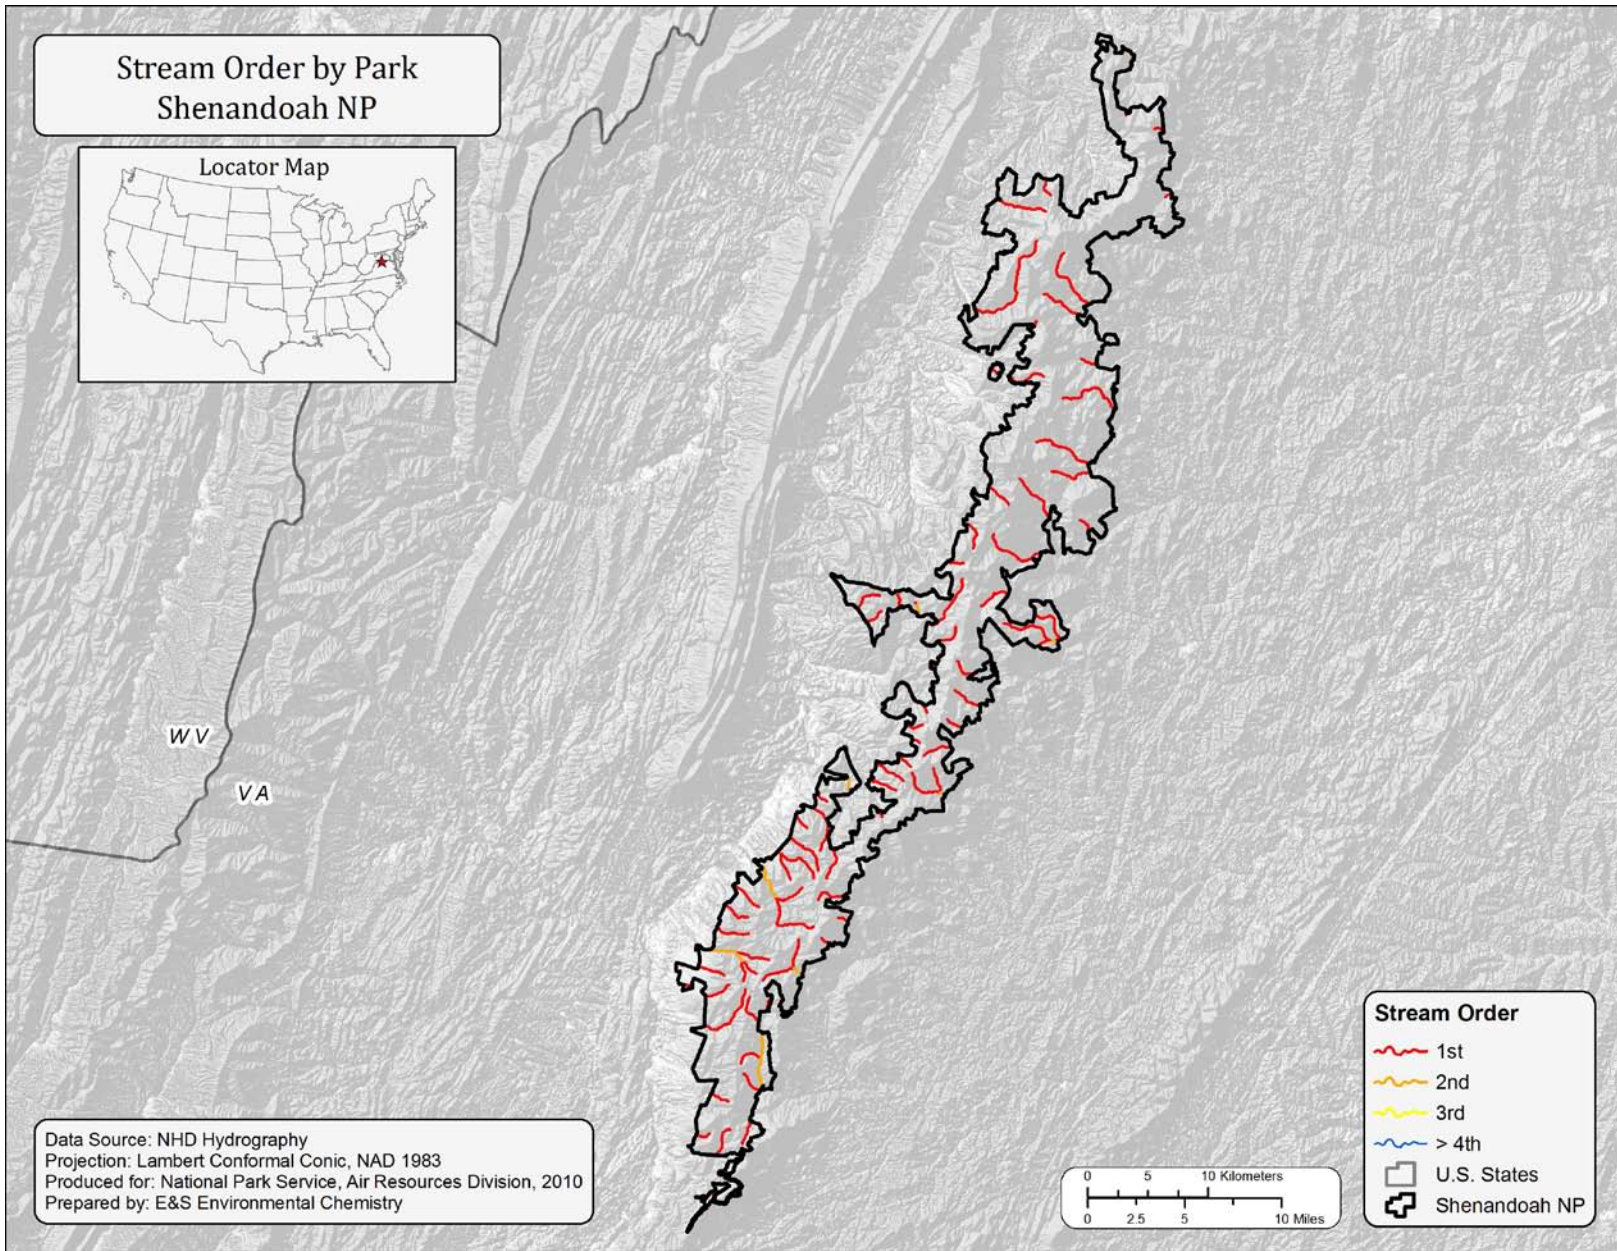 Stream Order by Park
Shenandoah NP
Locator Map
WV
VA
Stream Order
1st
2nd
3rd
> 4th
U.S. States
Shenandoah NP
Data Source: NHD Hydrography
Projection: Lambert Conformal Conic, NAD 1983
Produced for: National Park Service, Air Resources Division, 2010
Prepared by: E&S Environmental Chemistry
0 5 10 Kilometers
0 2.5 5 10 Miles